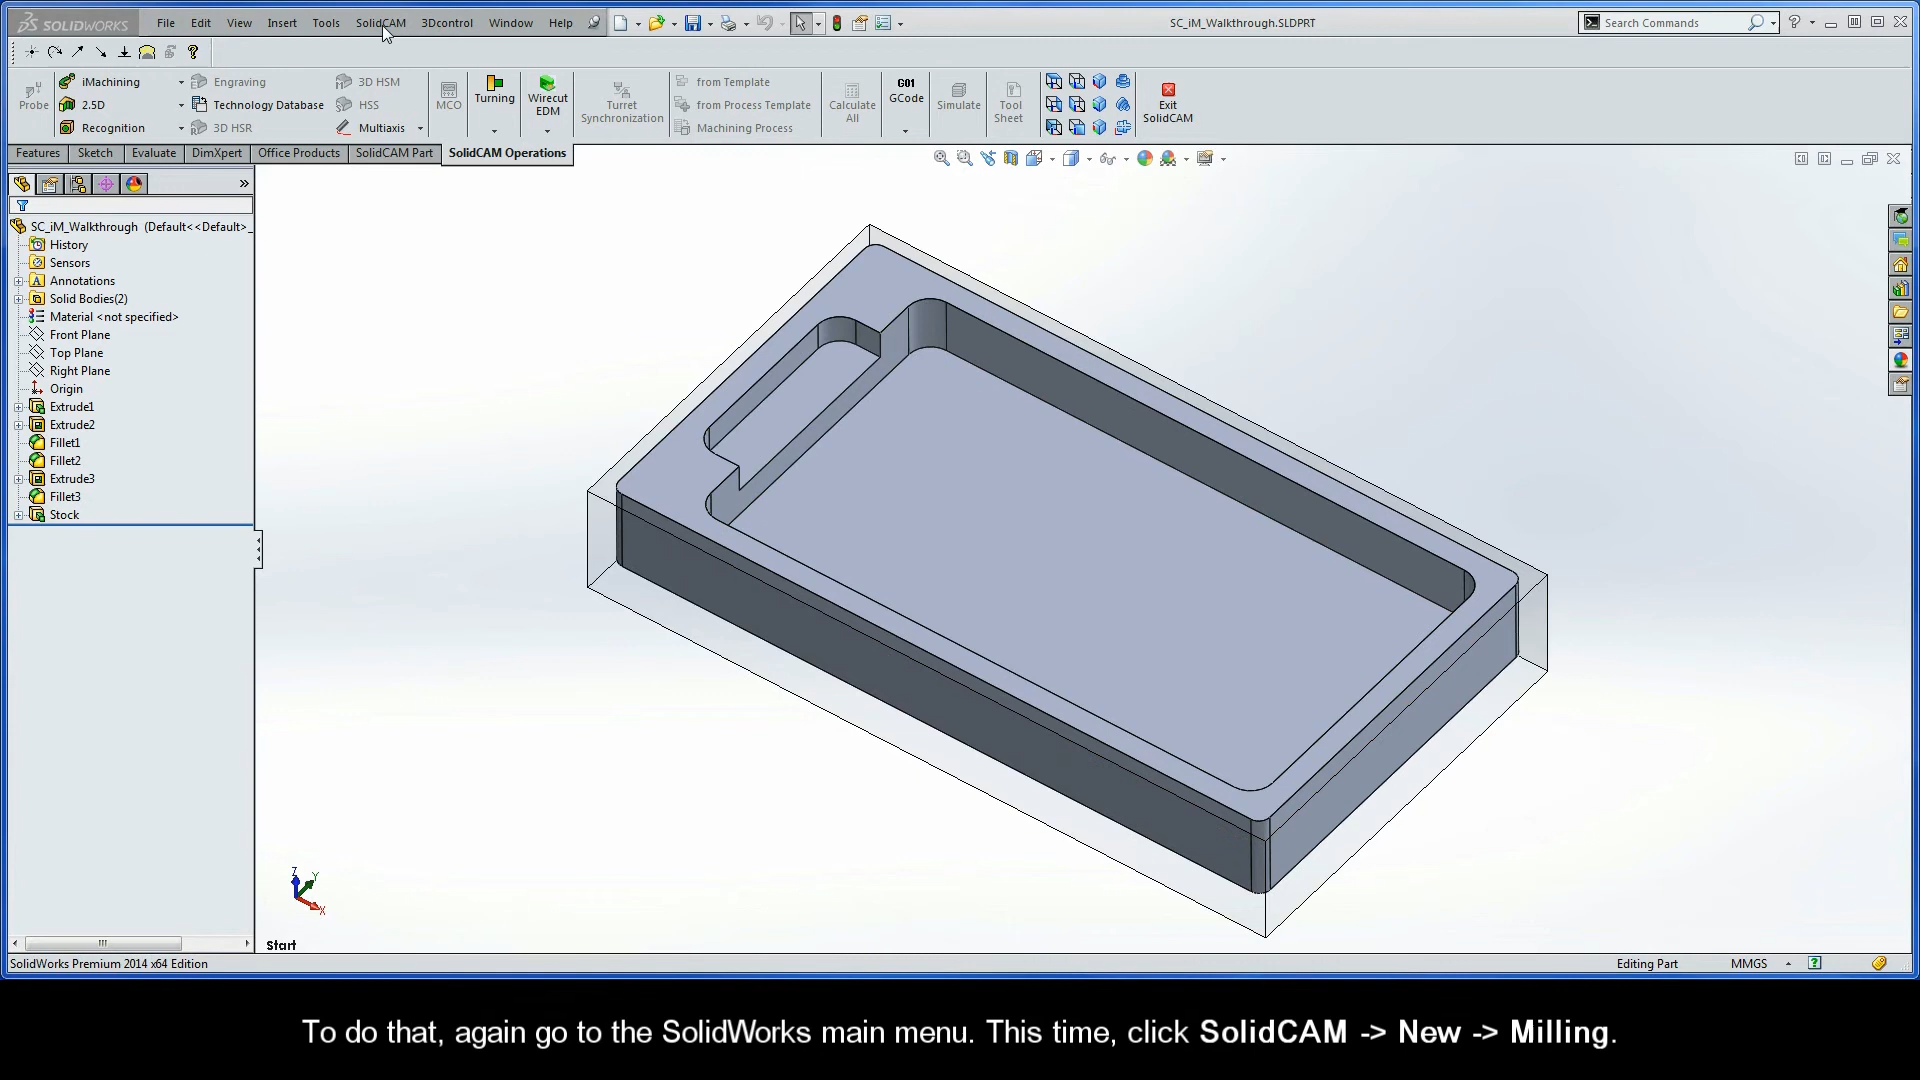 SOLIDWORKS File Edit View Insert Tools SolidCAM 3Dcontrol Window Help SC_iM_Walkthrough.SLDPRT Search Commands ?
Probe iMachining Engraving 3D HSM MCO Turning Wirecut EDM Turret Synchronization from Template Calculate All G01 GCode Simulate Tool Sheet Exit SolidCAM
2.5D Technology Database HSS from Process Template
Recognition 3D HSR Multiaxis Machining Process
Features Sketch Evaluate DimXpert Office Products SolidCAM Part SolidCAM Operations
SC_iM_Walkthrough (Default<<Default>_
History
Sensors
Annotations
Solid Bodies(2)
Material <not specified>
Front Plane
Top Plane
Right Plane
Origin
Extrude1
Extrude2
Fillet1
Fillet2
Extrude3
Fillet3
Stock
Z Y
X
Start
SolidWorks Premium 2014 x64 Edition Editing Part MMGS ?
To do that, again go to the SolidWorks main menu. This time, click SolidCAM -> New -> Milling.